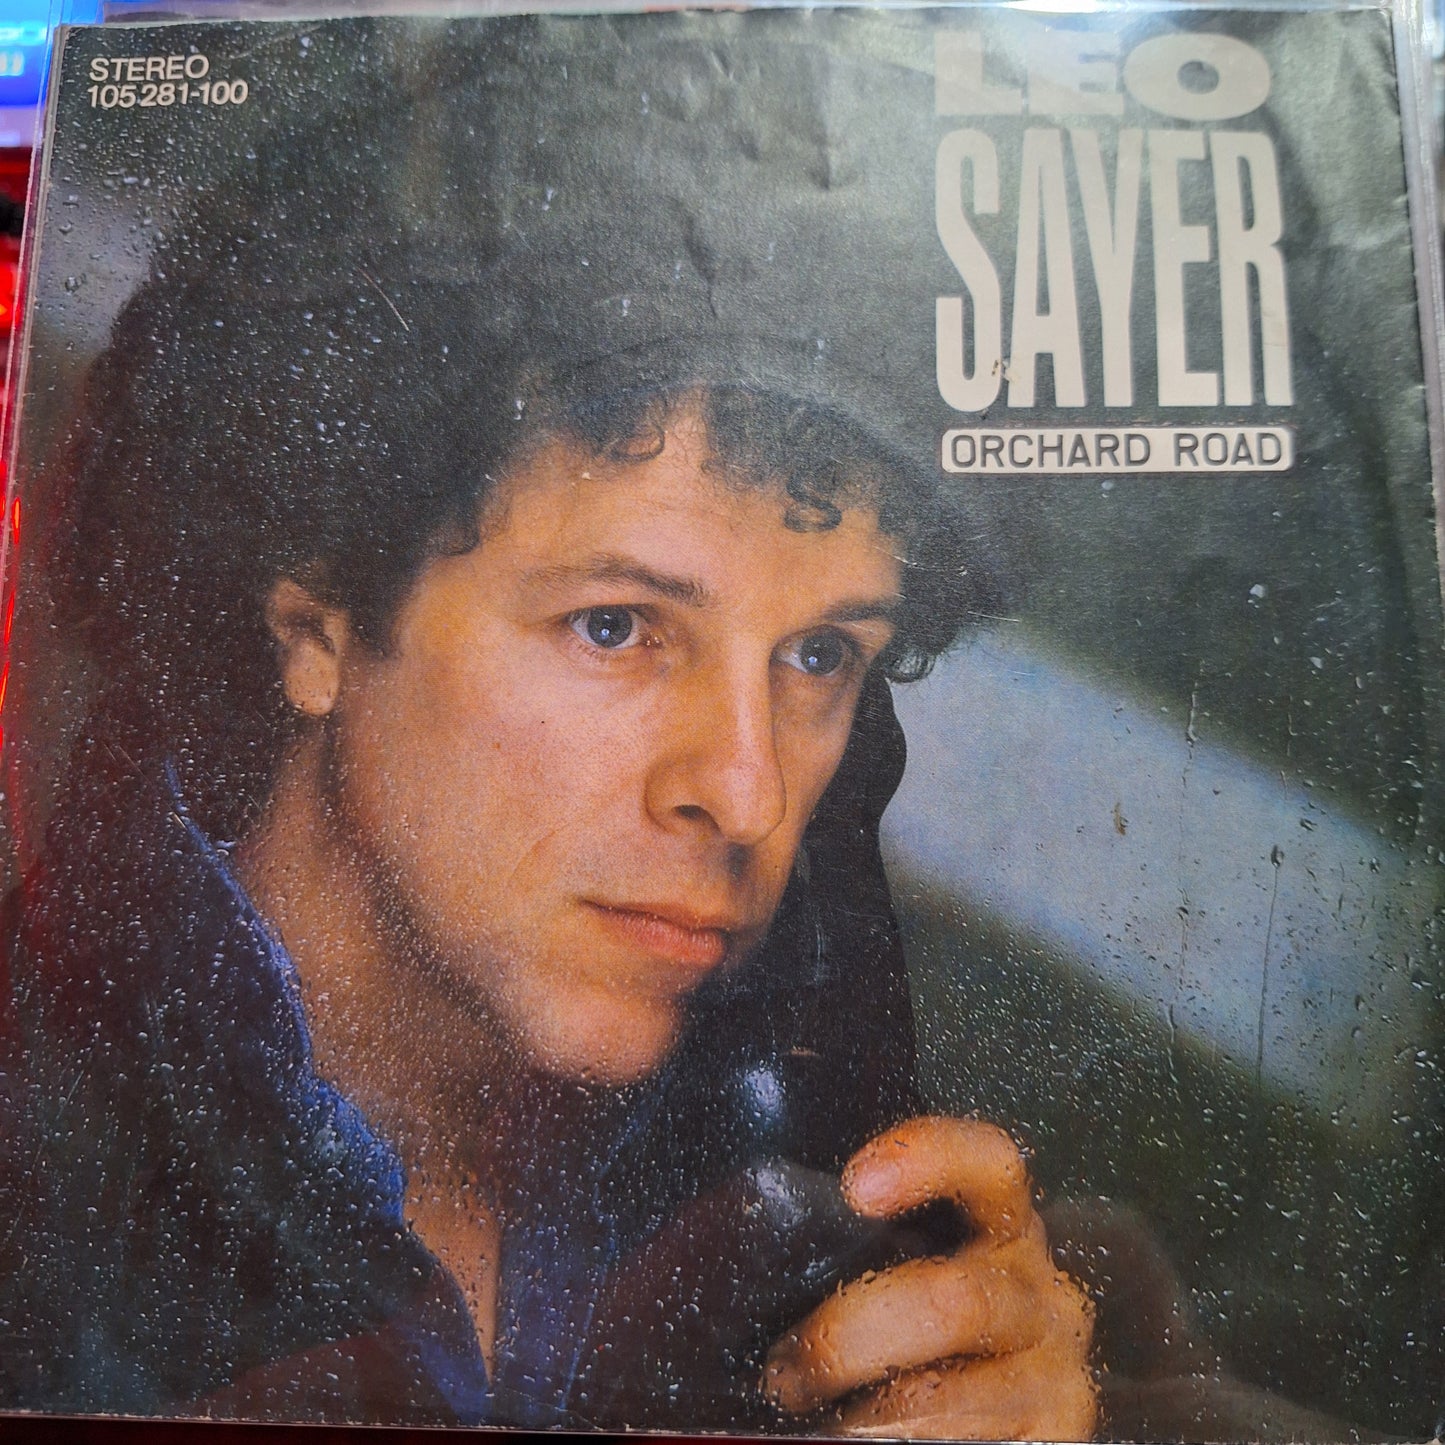 STEREO
105 281-100
LEO
SAYER
ORCHARD ROAD